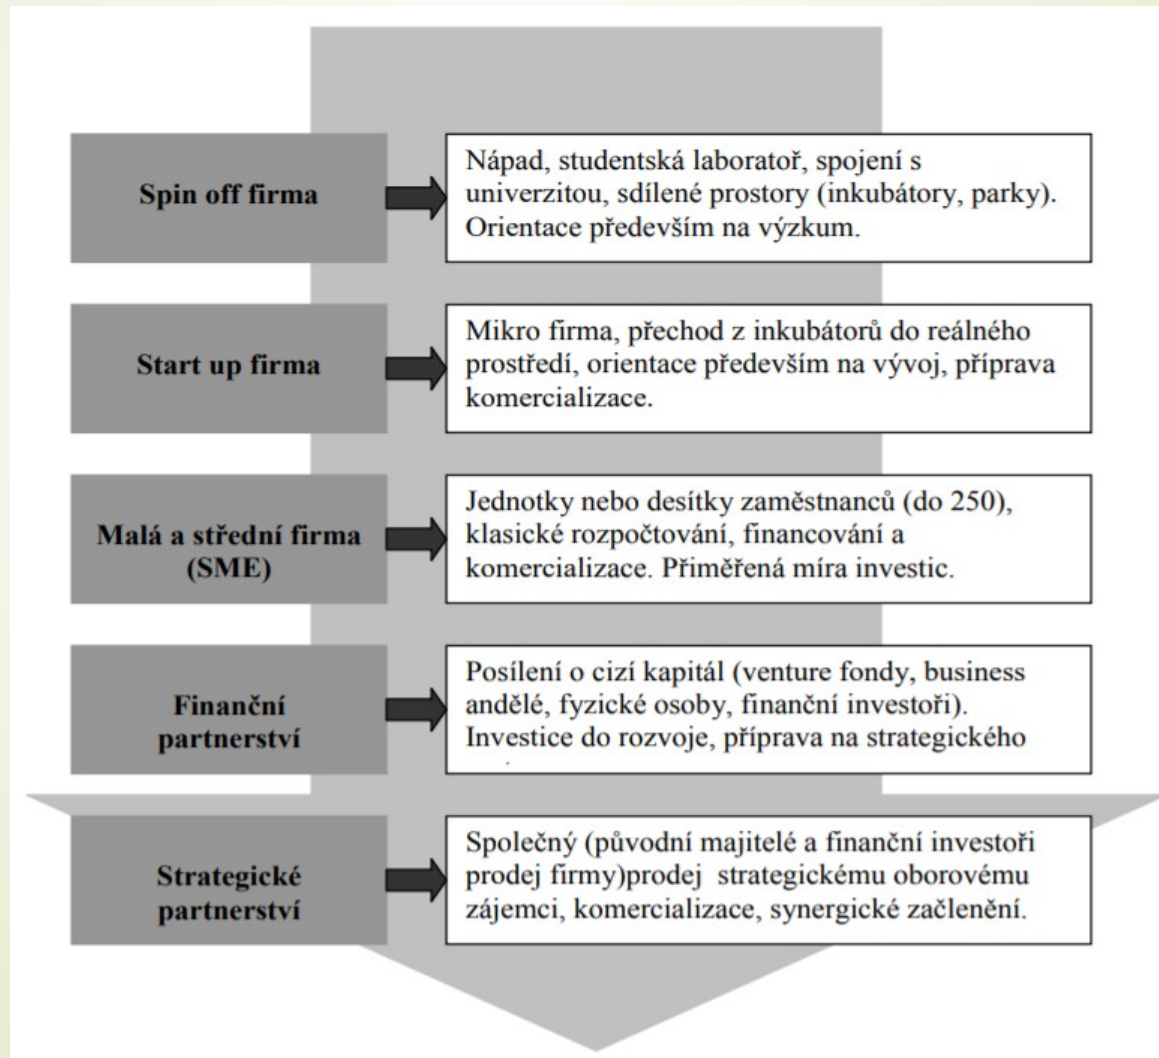 Spin off firma
Nápad, studentská laboratoř, spojení s
univerzitou, sdílené prostory (inkubátory, parky).
Orientace především na výzkum.
Start up firma
Mikro firma, přechod z inkubátorů do reálného
prostředí, orientace především na vývoj, příprava
komercializace.
Malá a střední firma
(SME)
Jednotky nebo desítky zaměstnanců (do 250),
klasické rozpočtování, financování a
komercializace. Přiměřená míra investic.
Finanční
partnerství
Posílení o cizí kapitál (venture fondy, business
andělé, fyzické osoby, finanční investoři).
Investice do rozvoje, příprava na strategického
Strategické
partnerství
Společný (původní majitelé a finanční investoři
prodej firmy)prodej  strategickému oborovému
zájemci, komercializace, synergické začlenění.